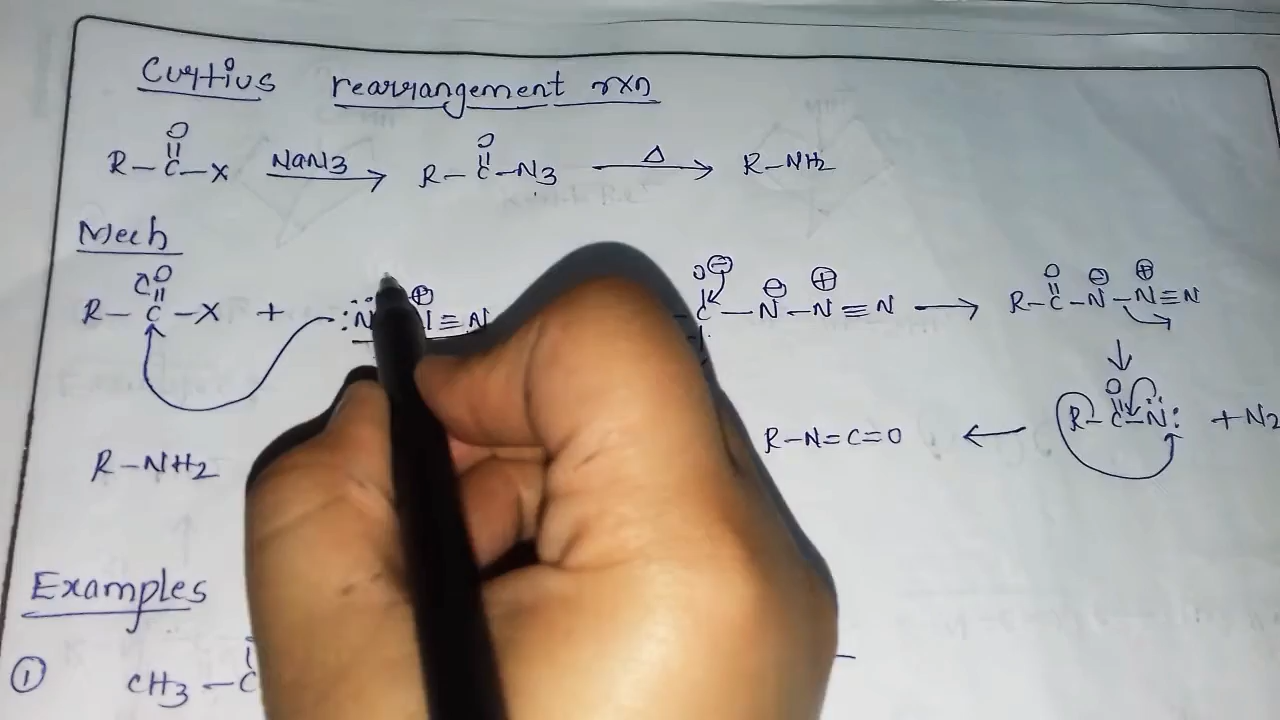 Curtius rearrangement rxn
O O
R-C-X NaN3 → R-C-N3 Δ → R-NH2
Mech
O O⊖ ⊖ ⊕ O ⊖ ⊕
R-C-X + :N ⊕ ≡N C-N-N≡N → R-C-N-N≡N
O
R-N=C=O ← R-C-N: +N2
R-NH2
Examples
① CH3-C